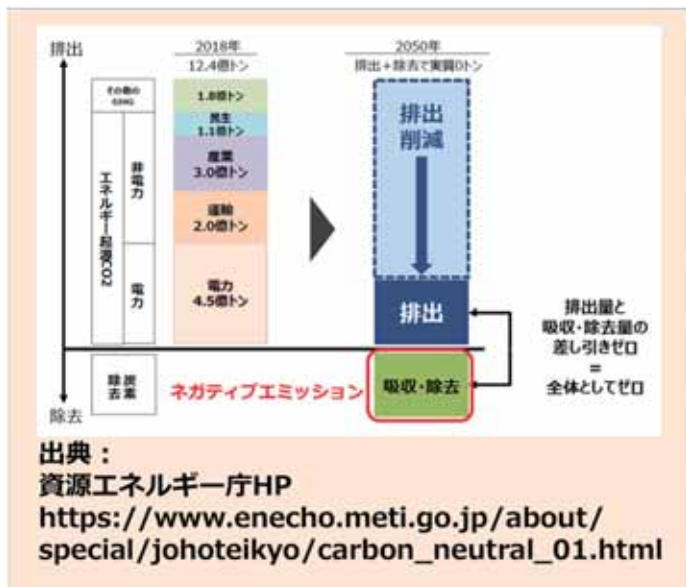 排出
2018年
12.4億トン
2050年
排出+除去で実質0トン
その他の
GHG
1.8億トン
民生
1.1億トン
産業
3.0億トン
運輸
2.0億トン
電力
4.5億トン
エネルギー起源CO2
非電力
電力
排出
削減
排出
排出量と
吸収・除去量の
差し引きゼロ
=
全体としてゼロ
炭素
除去
ネガティブエミッション
吸収・除去
除去
出典:
資源エネルギー庁HP
https://www.enecho.meti.go.jp/about/
special/johoteikyo/carbon_neutral_01.html